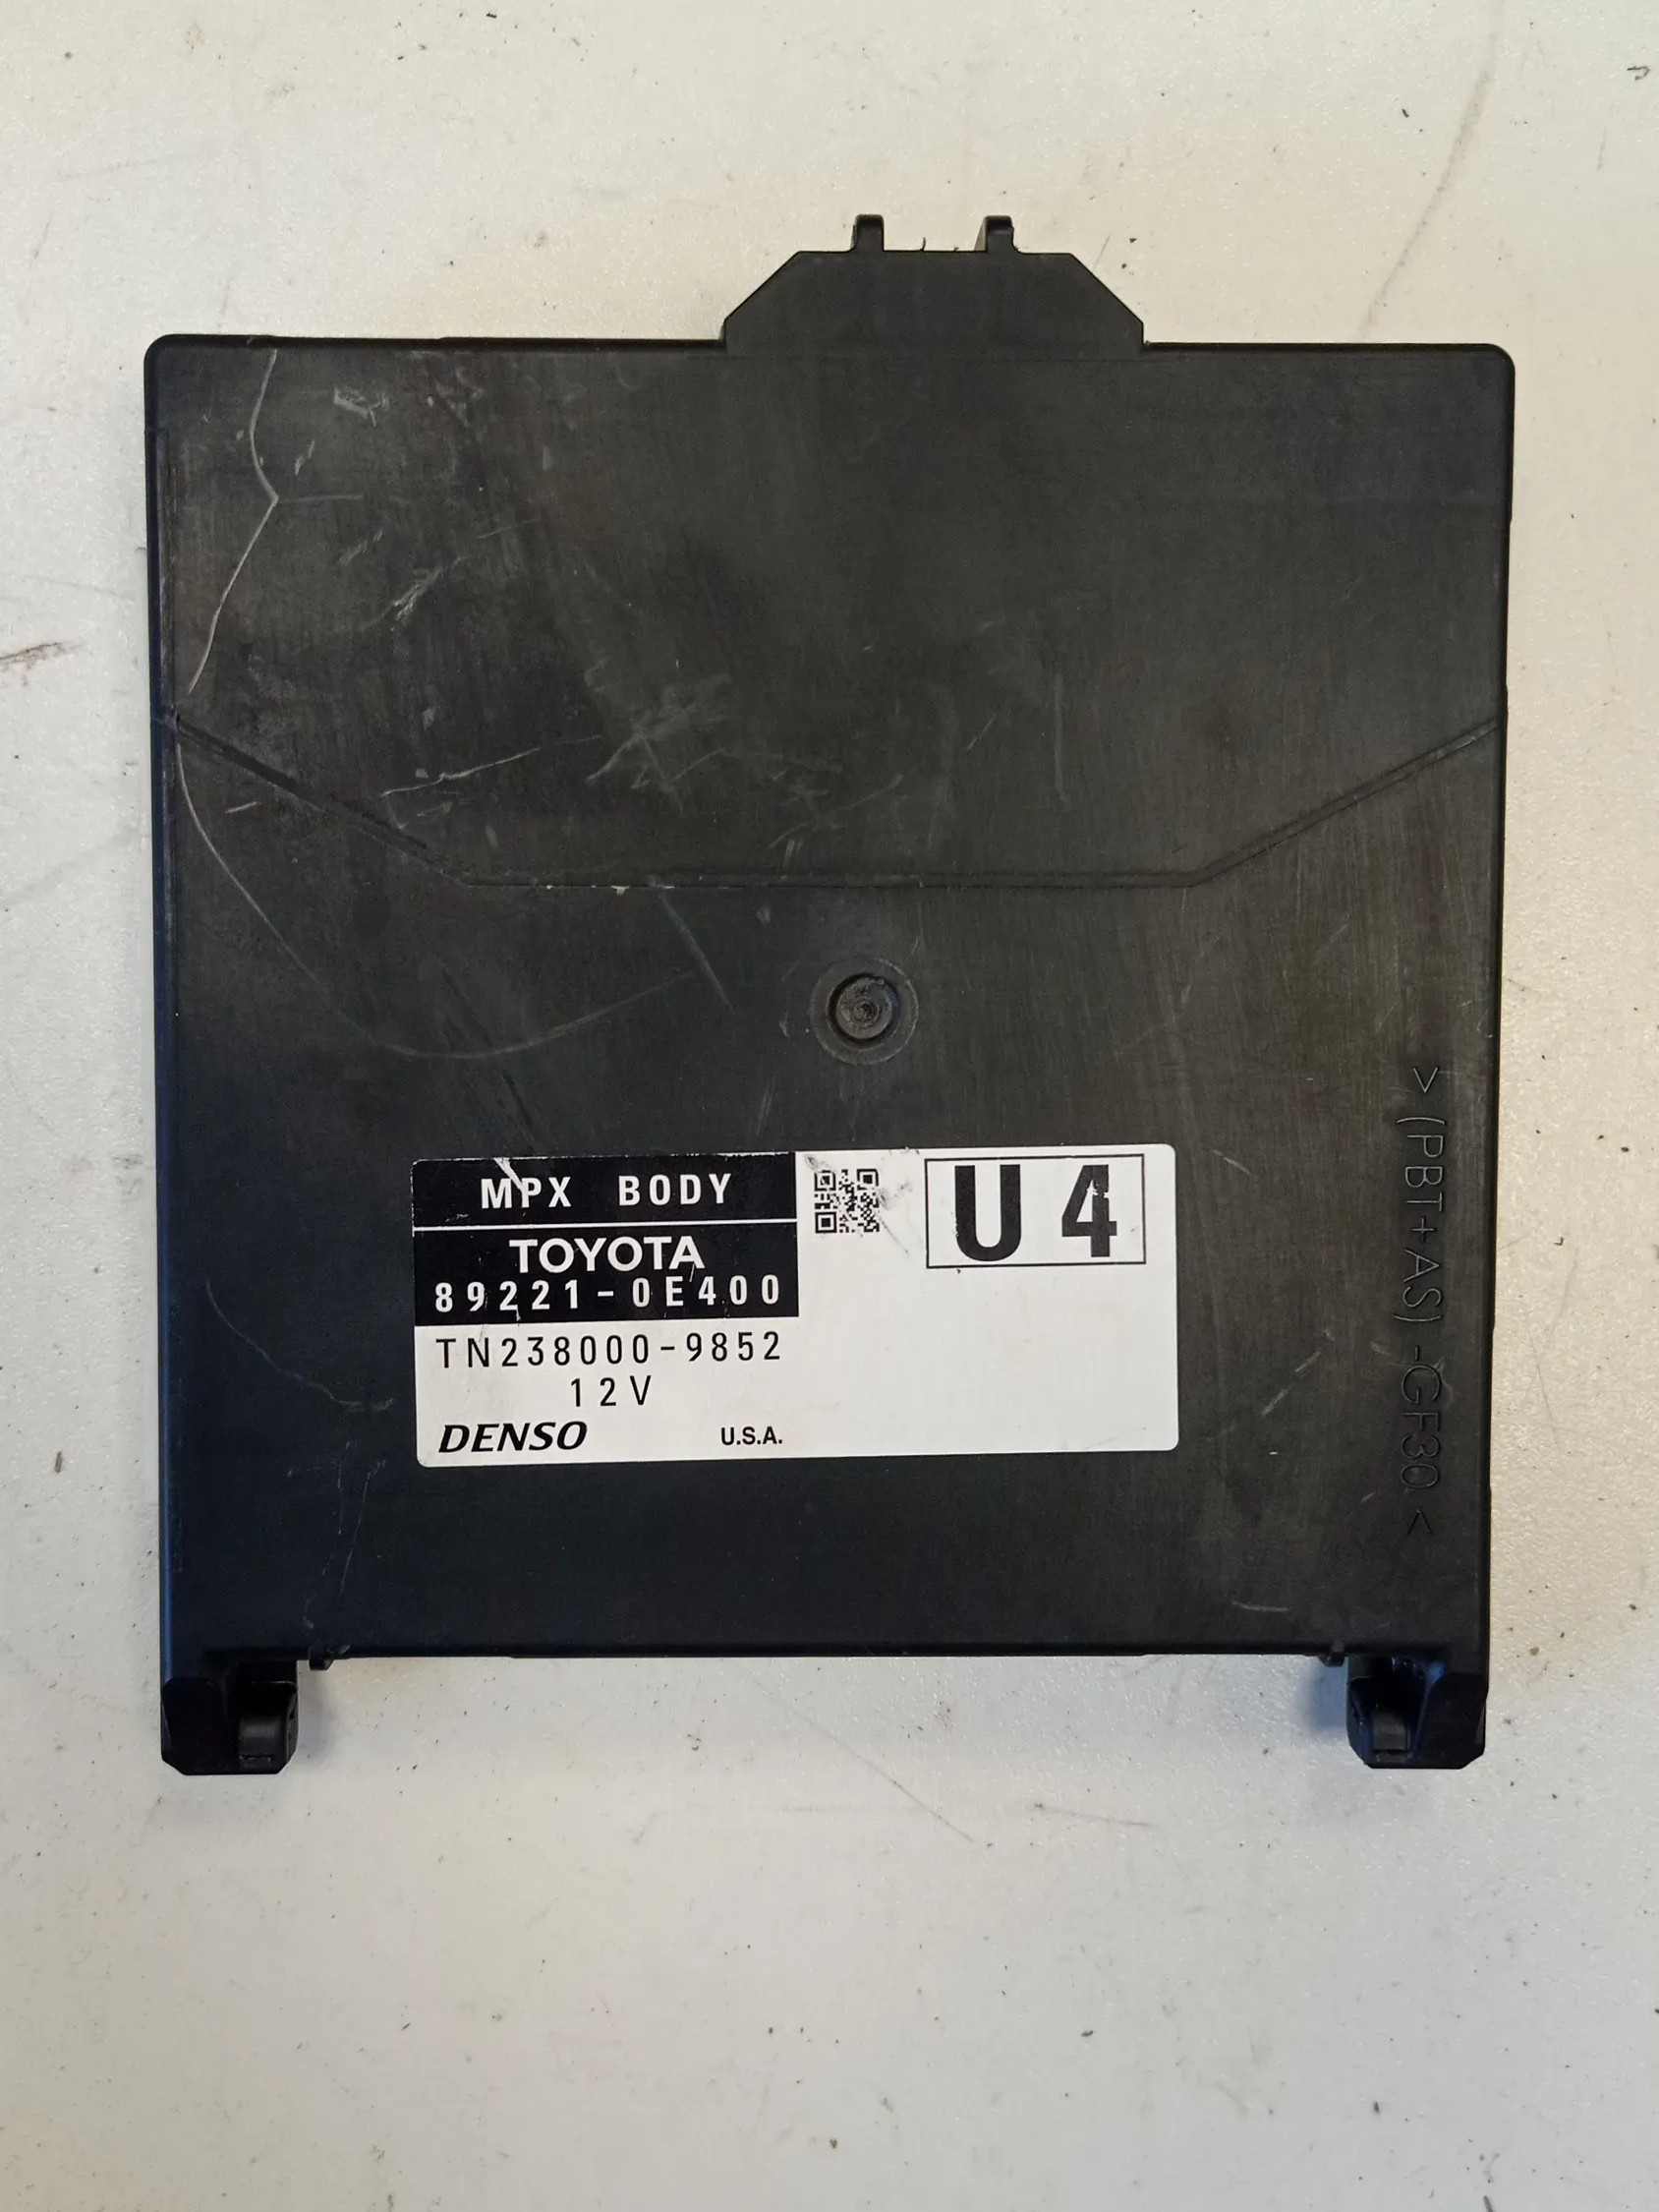 MPX BODY
U4
TOYOTA
89221-0E400
TN238000-9852
12V
DENSO U.S.A.
>(PBT+AS)-GF30<